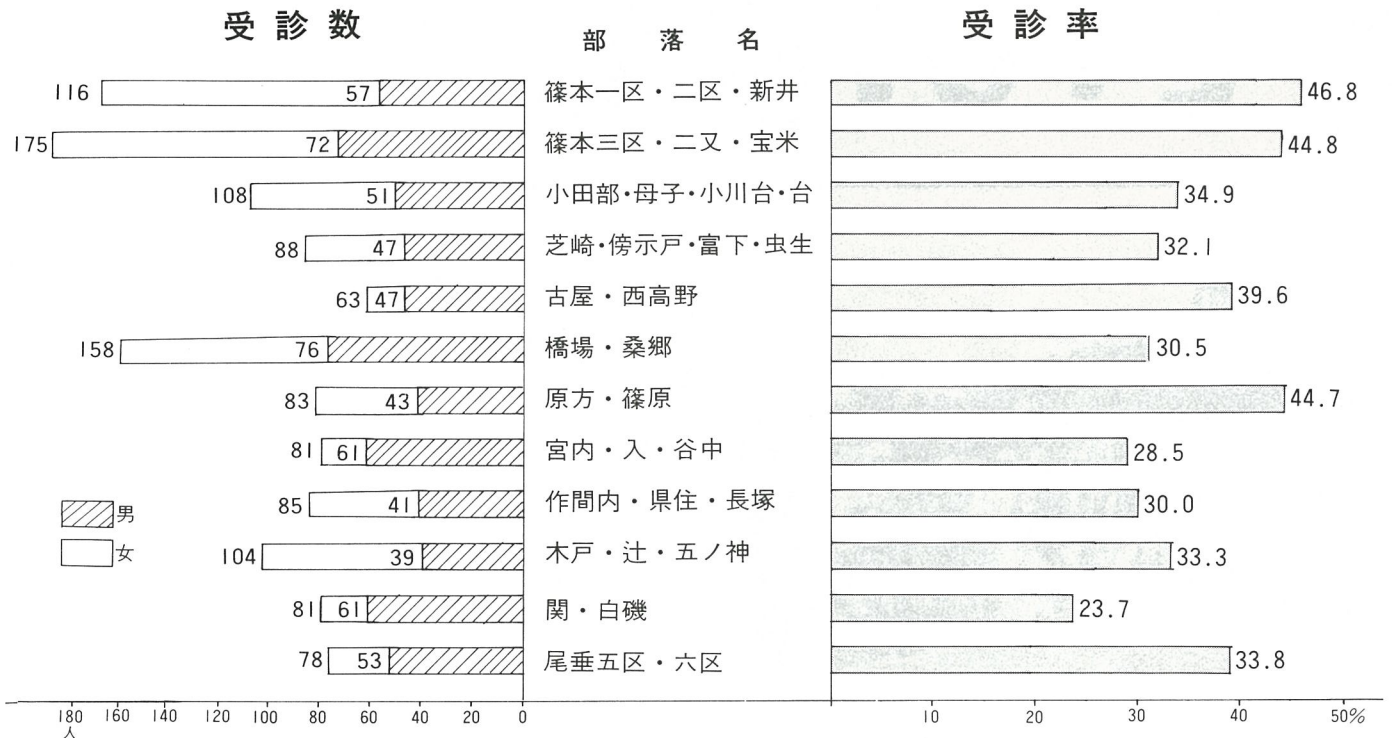 受診数 部落名 受診率
116 57 篠本一区・二区・新井 46.8
175 72 篠本三区・二又・宝米 44.8
108 51 小田部・母子・小川台・台 34.9
88 47 芝崎・傍示戸・富下・虫生 32.1
63 47 古屋・西高野 39.6
158 76 橋場・桑郷 30.5
83 43 原方・篠原 44.7
81 61 宮内・入・谷中 28.5
85 41 作間内・県住・長塚 30.0
男
女
104 39 木戸・辻・五ノ神 33.3
81 61 関・白磯 23.7
78 53 尾垂五区・六区 33.8
180 160 140 120 100 80 60 40 20 0 10 20 30 40 50%
人